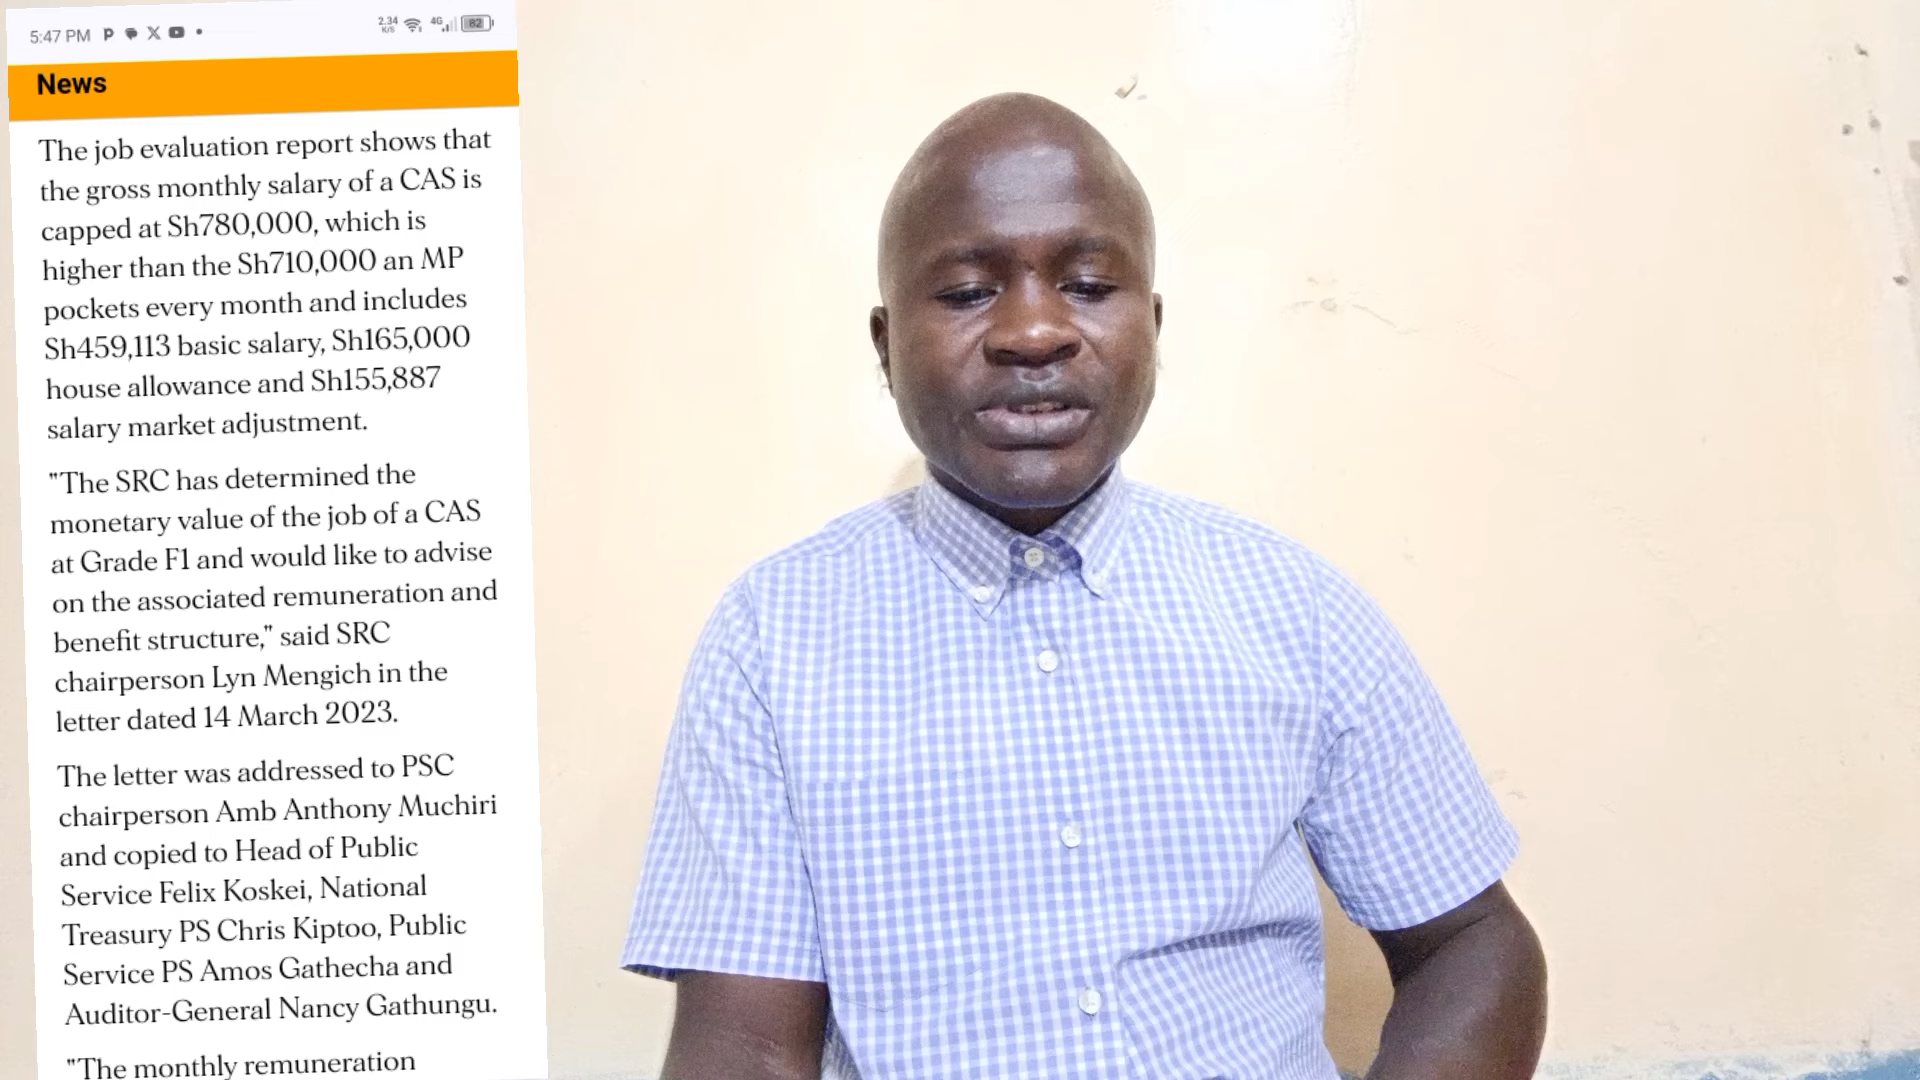 5:47 PM
2.34
K/S
4G
82
News
The job evaluation report shows that
the gross monthly salary of a CAS is
capped at Sh780,000, which is
higher than the Sh710,000 an MP
pockets every month and includes
Sh459,113 basic salary, Sh165,000
house allowance and Sh155,887
salary market adjustment.
"The SRC has determined the
monetary value of the job of a CAS
at Grade F1 and would like to advise
on the associated remuneration and
benefit structure," said SRC
chairperson Lyn Mengich in the
letter dated 14 March 2023.
The letter was addressed to PSC
chairperson Amb Anthony Muchiri
and copied to Head of Public
Service Felix Koskei, National
Treasury PS Chris Kiptoo, Public
Service PS Amos Gathecha and
Auditor-General Nancy Gathungu.
"The monthly remuneration